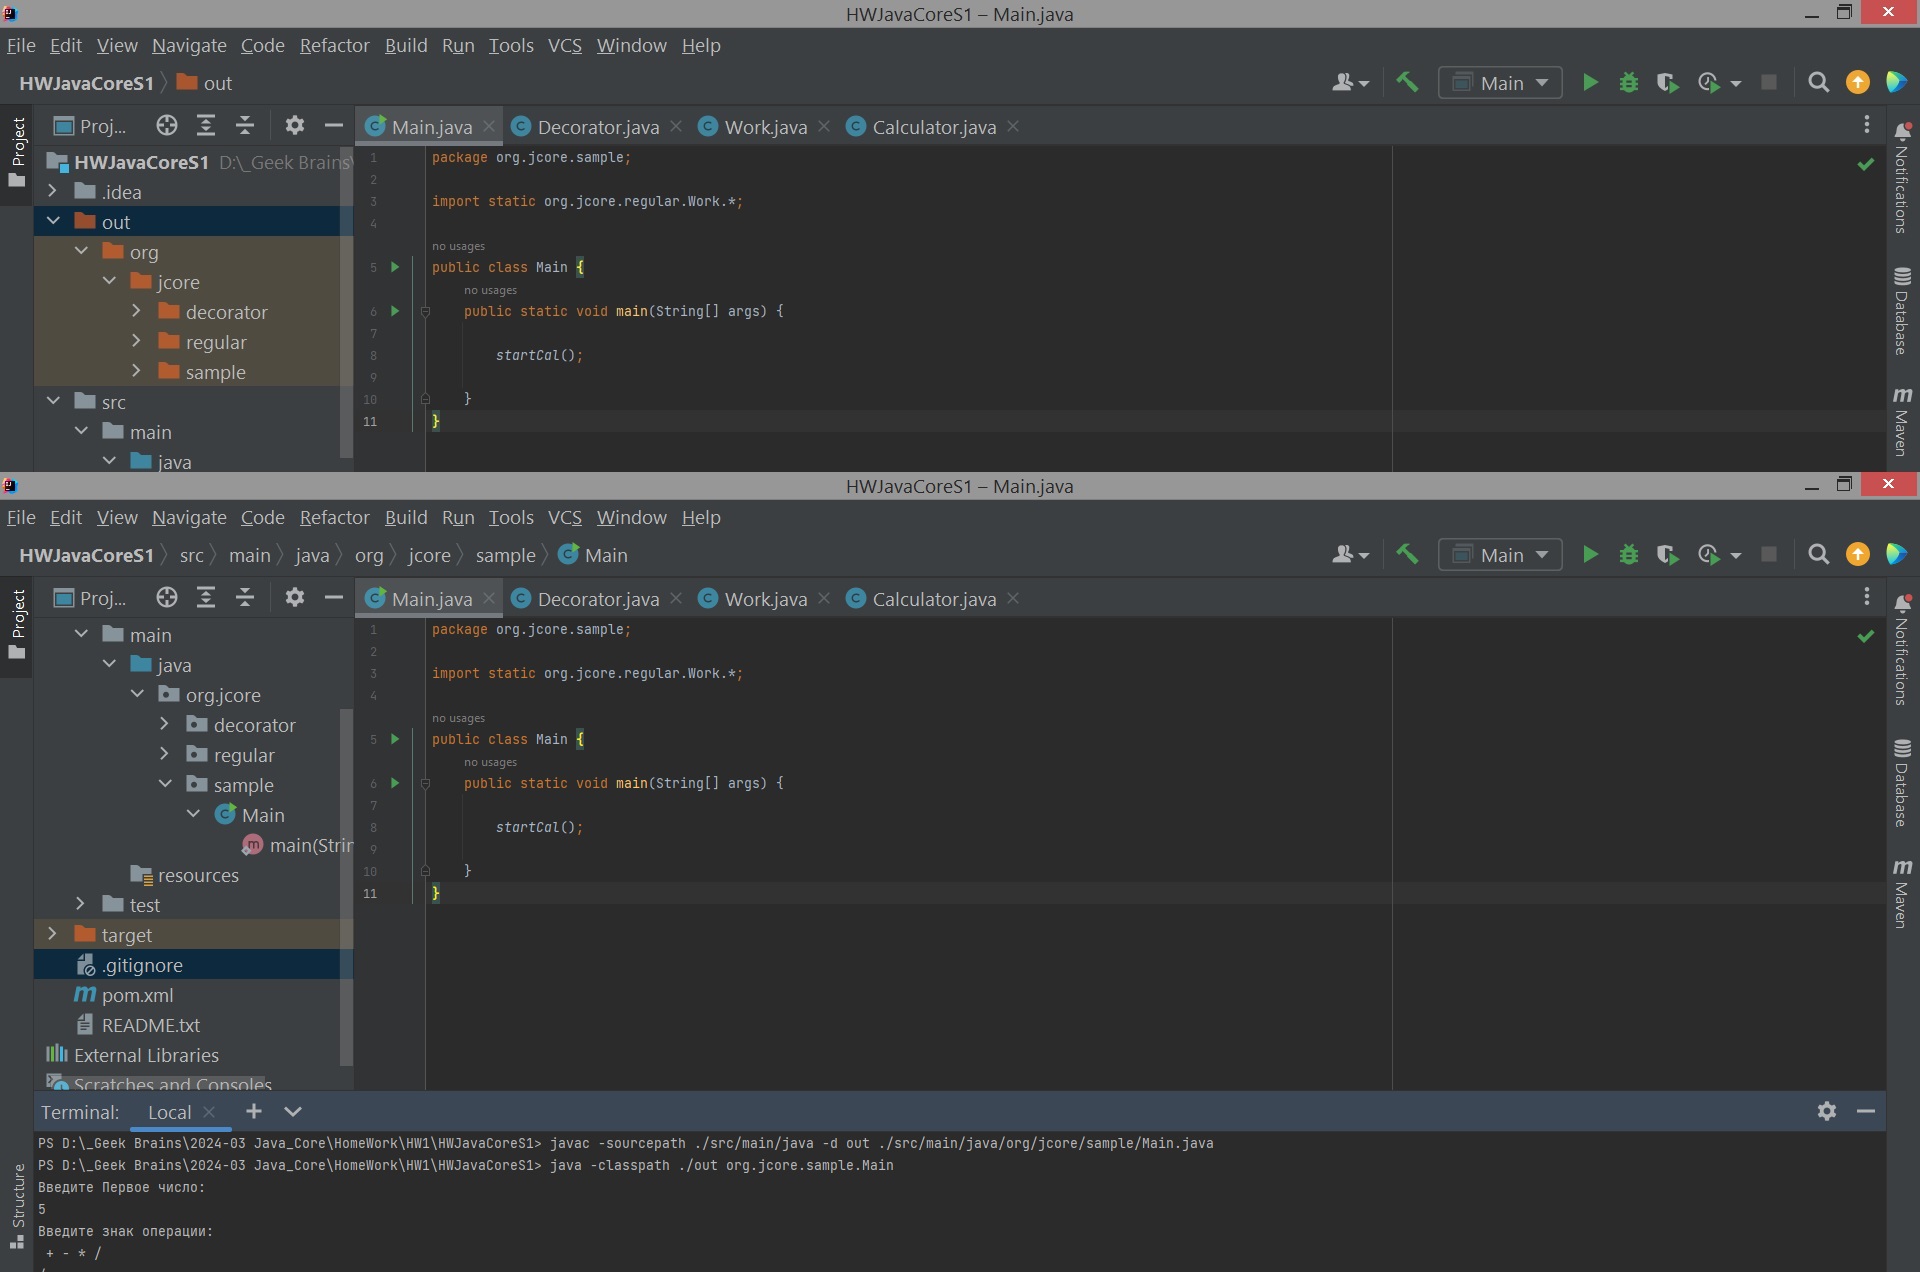 HWJavaCoreS1 – Main.java
File Edit View Navigate Code Refactor Build Run Tools VCS Window Help
HWJavaCoreS1 out
Main
Project
Proj...
Main.java Decorator.java Work.java Calculator.java
HWJavaCoreS1 D:\_Geek Brains\
.idea
out
org
jcore
decorator
regular
sample
src
main
java
1 package org.jcore.sample;
2
3 import static org.jcore.regular.Work.*;
4
no usages
5 public class Main {
no usages
6 public static void main(String[] args) {
7
8 startCal();
9
10 }
11 }
Notifications
Database
m Maven
HWJavaCoreS1 – Main.java
File Edit View Navigate Code Refactor Build Run Tools VCS Window Help
HWJavaCoreS1 src main java org jcore sample Main
Main
Project
Proj...
Main.java Decorator.java Work.java Calculator.java
main
java
org.jcore
decorator
regular
sample
Main
main(Strin
resources
test
target
.gitignore
pom.xml
README.txt
External Libraries
Scratches and Consoles
1 package org.jcore.sample;
2
3 import static org.jcore.regular.Work.*;
4
no usages
5 public class Main {
no usages
6 public static void main(String[] args) {
7
8 startCal();
9
10 }
11 }
Notifications
Database
m Maven
Structure
Terminal: Local
PS D:\_Geek Brains\2024-03 Java_Core\HomeWork\HW1\HWJavaCoreS1> javac -sourcepath ./src/main/java -d out ./src/main/java/org/jcore/sample/Main.java
PS D:\_Geek Brains\2024-03 Java_Core\HomeWork\HW1\HWJavaCoreS1> java -classpath ./out org.jcore.sample.Main
Введите Первое число:
5
Введите знак операции:
+ - * /